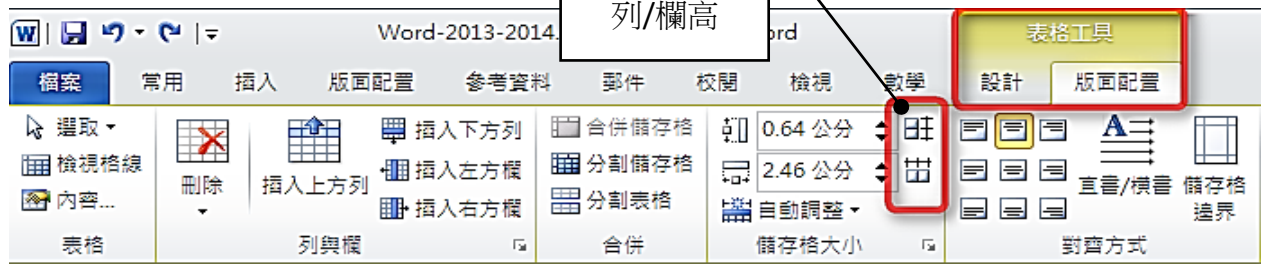 列/欄高
Word-2013-2014.
ord
表格工具
檔案 常用 插入 版面配置 參考資料 郵件 校閱 檢視 數學 設計 版面配置
選取
檢視格線
內容...
表格
刪除
插入上方列
插入下方列
插入左方欄
插入右方欄
列與欄
合併儲存格
分割儲存格
分割表格
合併
0.64 公分
2.46 公分
自動調整
儲存格大小
直書/橫書
儲存格
邊界
對齊方式